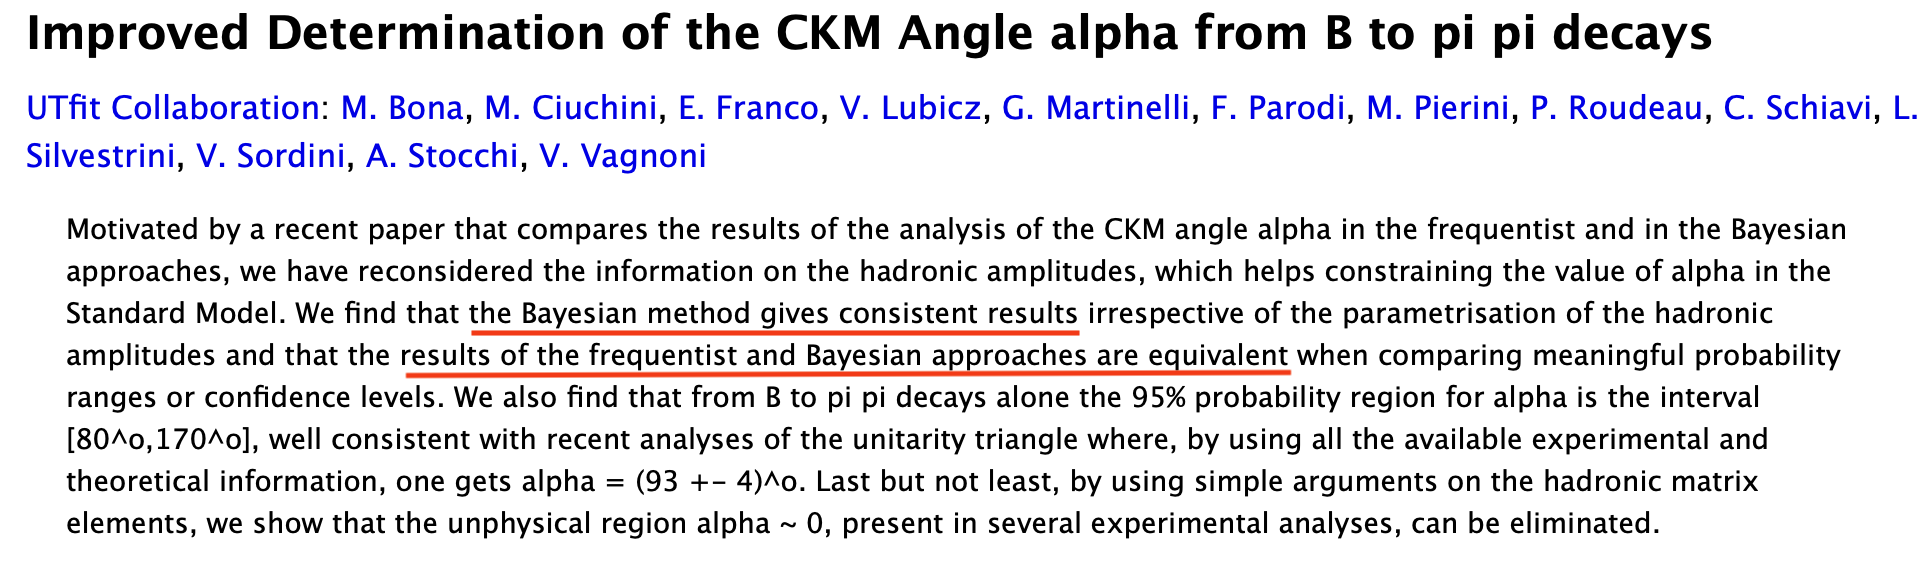 Improved Determination of the CKM Angle alpha from B to pi pi decays
UTfit Collaboration: M. Bona, M. Ciuchini, E. Franco, V. Lubicz, G. Martinelli, F. Parodi, M. Pierini, P. Roudeau, C. Schiavi, L.
Silvestrini, V. Sordini, A. Stocchi, V. Vagnoni
Motivated by a recent paper that compares the results of the analysis of the CKM angle alpha in the frequentist and in the Bayesian
approaches, we have reconsidered the information on the hadronic amplitudes, which helps constraining the value of alpha in the
Standard Model. We find that the Bayesian method gives consistent results irrespective of the parametrisation of the hadronic
amplitudes and that the results of the frequentist and Bayesian approaches are equivalent when comparing meaningful probability
ranges or confidence levels. We also find that from B to pi pi decays alone the 95% probability region for alpha is the interval
[80^o,170^o], well consistent with recent analyses of the unitarity triangle where, by using all the available experimental and
theoretical information, one gets alpha = (93 +- 4)^o. Last but not least, by using simple arguments on the hadronic matrix
elements, we show that the unphysical region alpha ~ 0, present in several experimental analyses, can be eliminated.